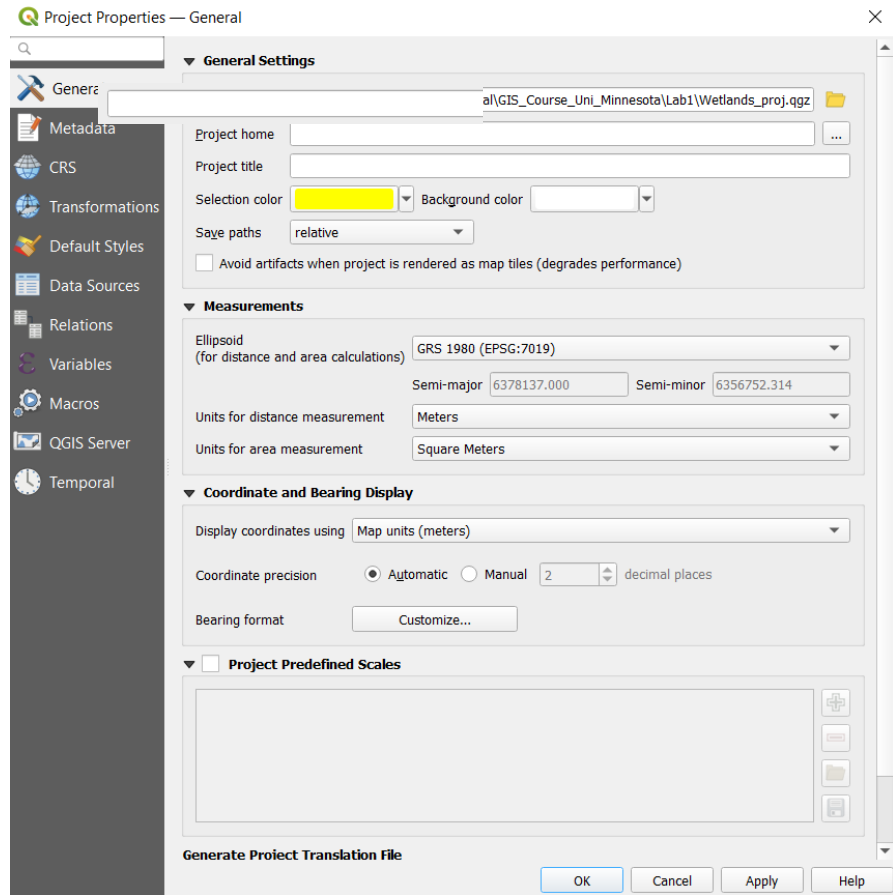 Project Properties — General
General Settings
al\GIS_Course_Uni_Minnesota\Lab1\Wetlands_proj.qgz
Metadata
Project home
...
CRS
Project title
Transformations
Selection color
Background color
Default Styles
Save paths
relative
Avoid artifacts when project is rendered as map tiles (degrades performance)
Data Sources
Measurements
Relations
Ellipsoid
(for distance and area calculations)
GRS 1980 (EPSG:7019)
Variables
Semi-major 6378137.000 Semi-minor 6356752.314
Macros
Units for distance measurement Meters
QGIS Server
Units for area measurement Square Meters
Temporal
Coordinate and Bearing Display
Display coordinates using Map units (meters)
Coordinate precision Automatic Manual 2 decimal places
Bearing format Customize...
Project Predefined Scales
Generate Project Translation File
OK Cancel Apply Help